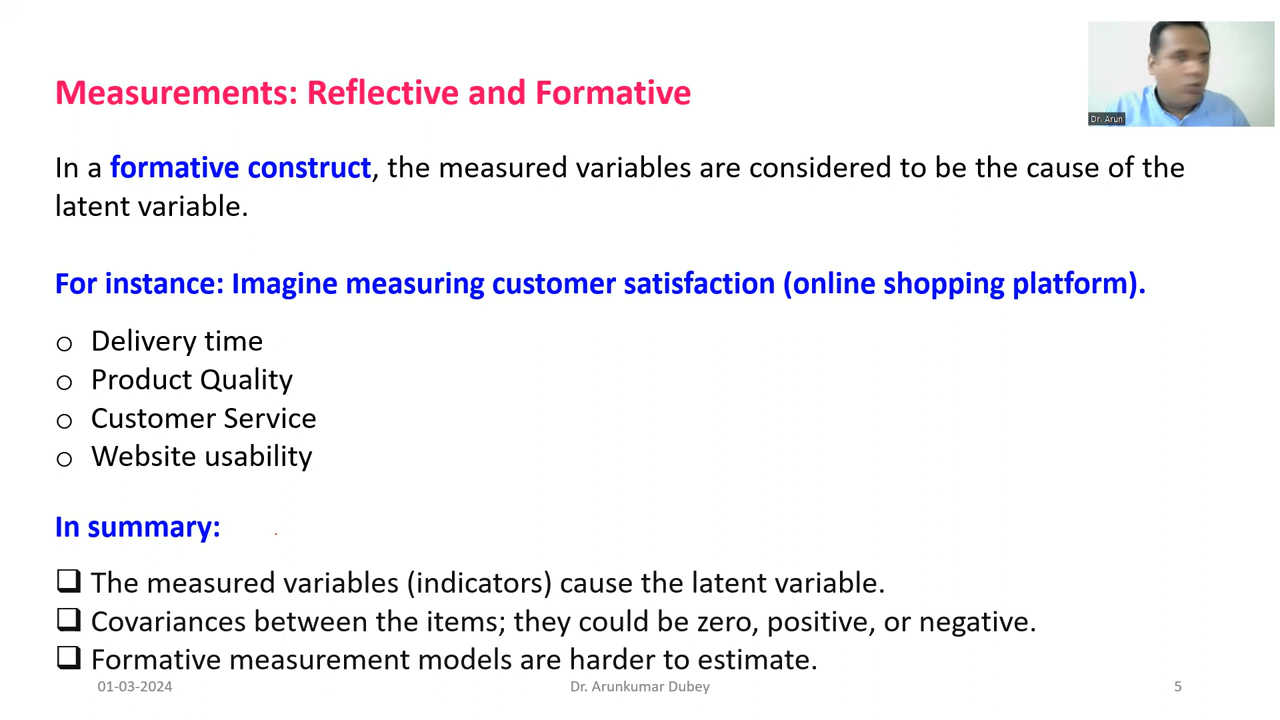 Measurements: Reflective and Formative
Dr. Arun
In a formative construct, the measured variables are considered to be the cause of the
latent variable.
For instance: Imagine measuring customer satisfaction (online shopping platform).
o Delivery time
o Product Quality
o Customer Service
o Website usability
In summary:
❑ The measured variables (indicators) cause the latent variable.
❑ Covariances between the items; they could be zero, positive, or negative.
❑ Formative measurement models are harder to estimate.
01-03-2024
Dr. Arunkumar Dubey
5